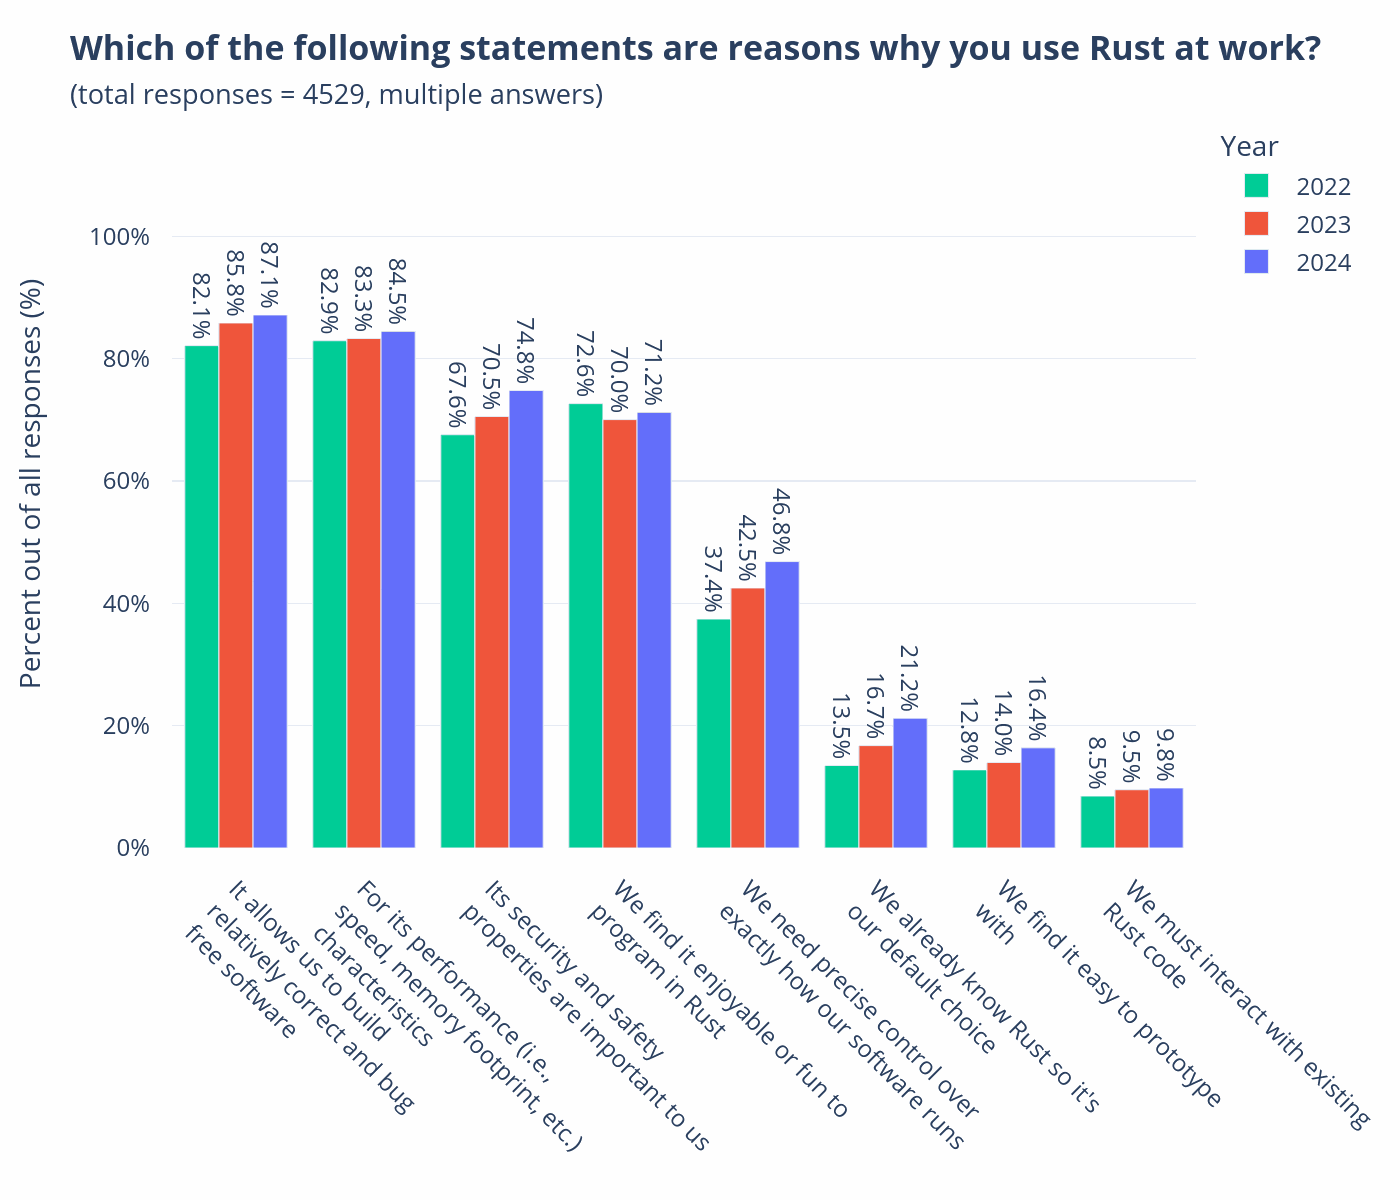 Which of the following statements are reasons why you use Rust at work?
(total responses = 4529, multiple answers)
Year
2022
2023
2024
Percent out of all responses (%)
100%
80%
60%
40%
20%
0%
82.1%
85.8%
87.1%
82.9%
83.3%
84.5%
67.6%
70.5%
74.8%
72.6%
70.0%
71.2%
37.4%
42.5%
46.8%
13.5%
16.7%
21.2%
12.8%
14.0%
16.4%
8.5%
9.5%
9.8%
It allows us to build
relatively correct and bug
free software
For its performance (i.e.,
speed, memory footprint, etc.)
characteristics
Its security and safety
properties are important to us
We find it enjoyable or fun to
program in Rust
We need precise control over
exactly how our software runs
We already know Rust so it's
our default choice
We find it easy to prototype
with
We must interact with existing
Rust code